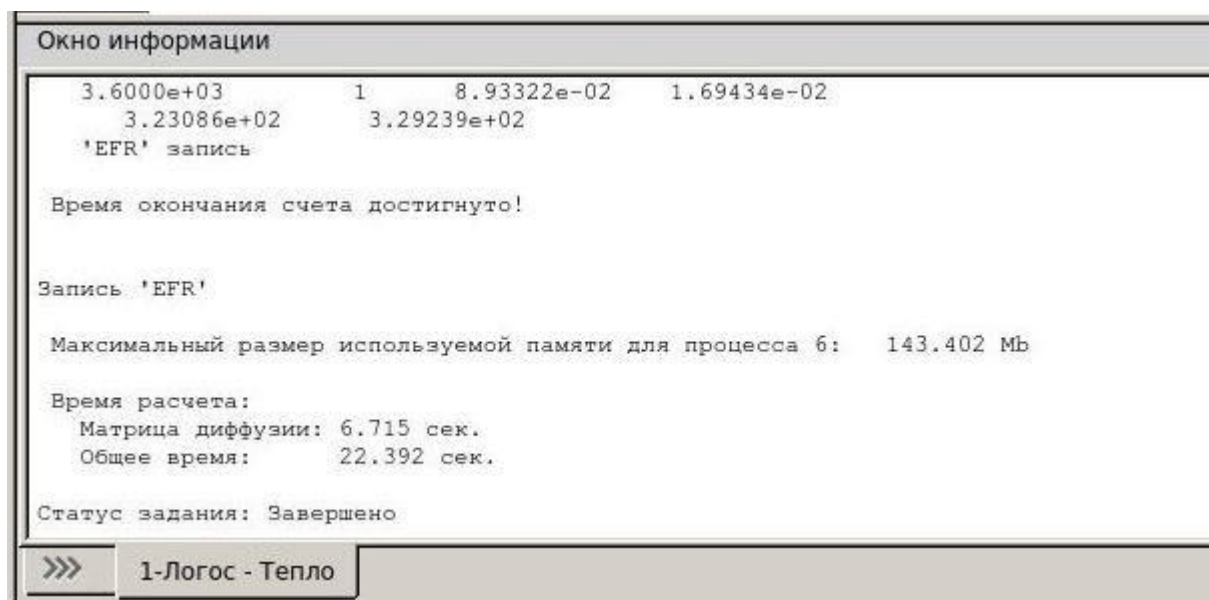 Окно информации
3.6000e+03 1 8.93322e-02 1.69434e-02
3.23086e+02 3.29239e+02
'EFR' запись
Время окончания счета достигнуто!
Запись 'EFR'
Максимальный размер используемой памяти для процесса 6: 143.402 Mb
Время расчета:
Матрица диффузии: 6.715 сек.
Общее время: 22.392 сек.
Статус задания: Завершено
>>> 1-Логос - Тепло